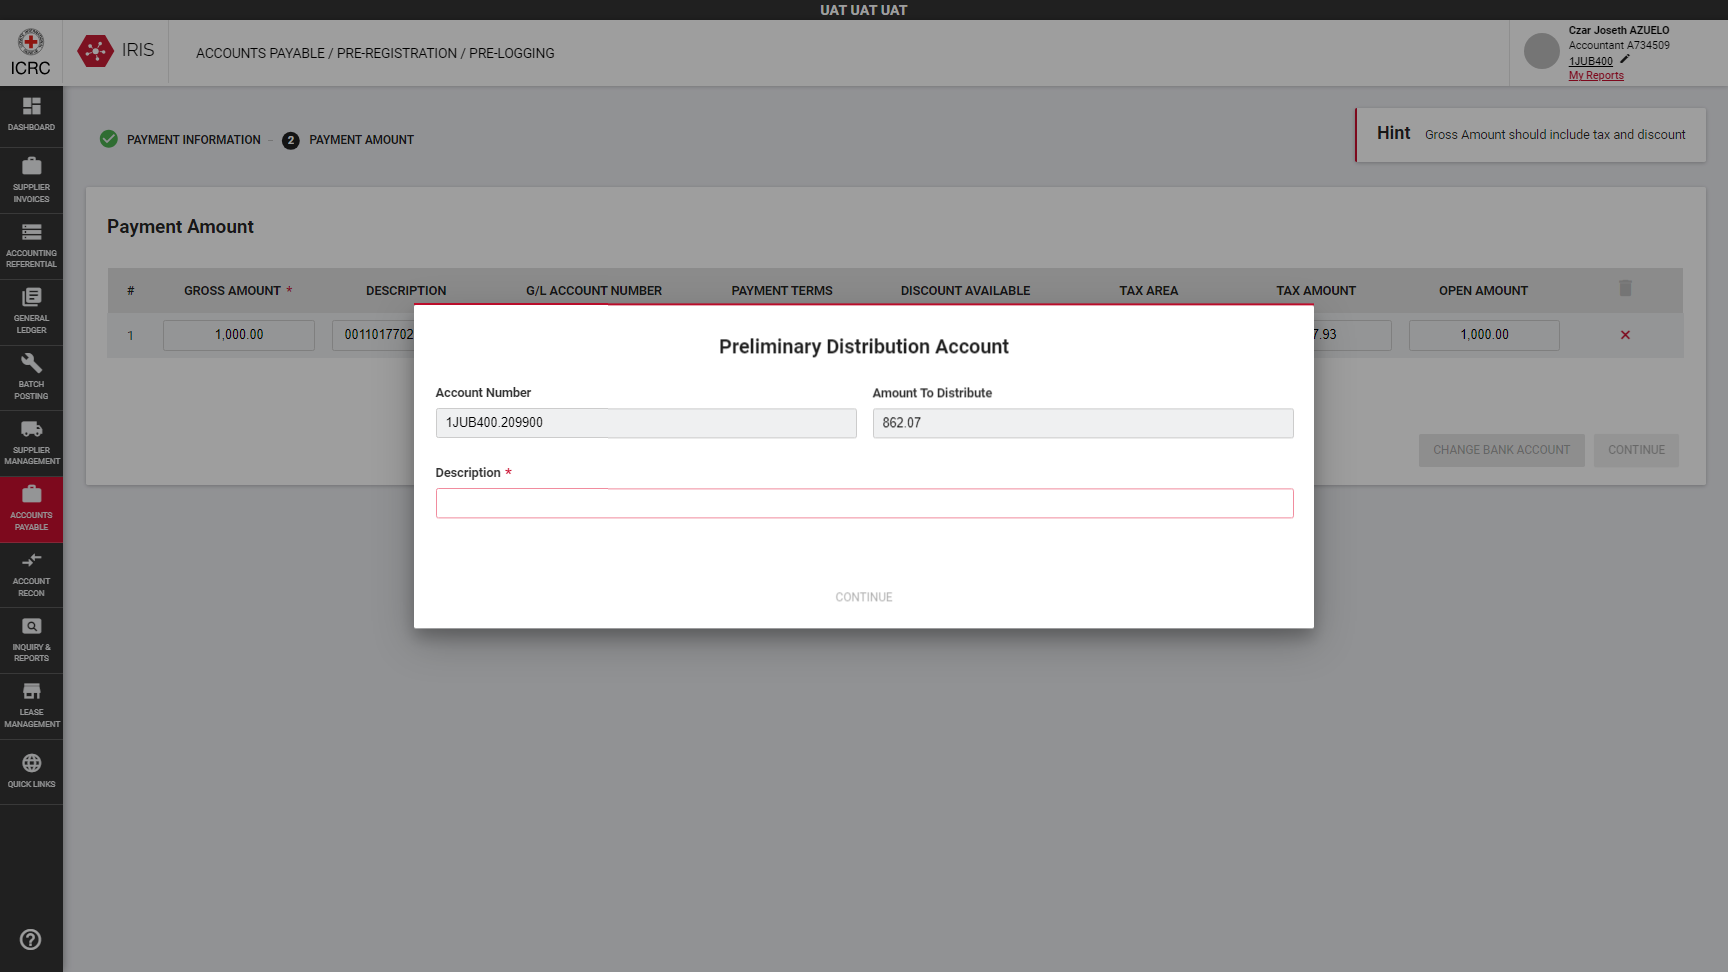 UAT UAT UAT
ICRC
IRIS
ACCOUNTS PAYABLE / PRE-REGISTRATION / PRE-LOGGING
Czar Joseth AZUELO
Accountant A734509
1JUB400
My Reports
DASHBOARD
SUPPLIER
INVOICES
ACCOUNTING
REFERENTIAL
GENERAL
LEDGER
BATCH
POSTING
SUPPLIER
MANAGEMENT
ACCOUNTS
PAYABLE
ACCOUNT
RECON
INQUIRY &
REPORTS
LEASE
MANAGEMENT
QUICK LINKS
PAYMENT INFORMATION - 2 PAYMENT AMOUNT
Hint Gross Amount should include tax and discount
Payment Amount
# GROSS AMOUNT * DESCRIPTION G/L ACCOUNT NUMBER PAYMENT TERMS DISCOUNT AVAILABLE TAX AREA TAX AMOUNT OPEN AMOUNT
1 1,000.00 0011017702 7.93 1,000.00
CHANGE BANK ACCOUNT CONTINUE
Preliminary Distribution Account
Account Number Amount To Distribute
1JUB400.209900 862.07
Description *
CONTINUE